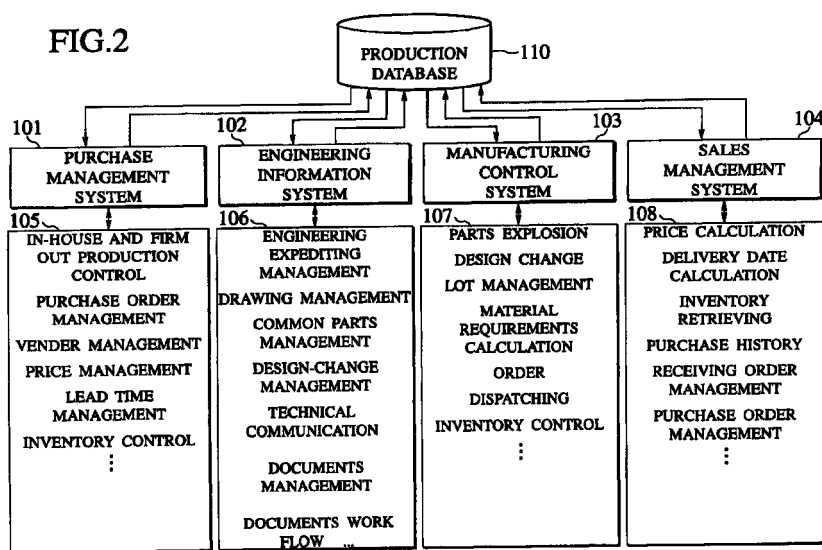 FIG.2
PRODUCTION
DATABASE
110
101
PURCHASE
MANAGEMENT
SYSTEM
102
ENGINEERING
INFORMATION
SYSTEM
103
MANUFACTURING
CONTROL
SYSTEM
104
SALES
MANAGEMENT
SYSTEM
105
IN-HOUSE AND FIRM
OUT PRODUCTION
CONTROL
PURCHASE ORDER
MANAGEMENT
VENDER MANAGEMENT
PRICE MANAGEMENT
LEAD TIME
MANAGEMENT
INVENTORY CONTROL
⋮
106
ENGINEERING
EXPEDITING
MANAGEMENT
DRAWING MANAGEMENT
COMMON PARTS
MANAGEMENT
DESIGN-CHANGE
MANAGEMENT
TECHNICAL
COMMUNICATION
DOCUMENTS
MANAGEMENT
DOCUMENTS WORK
FLOW ...
107
PARTS EXPLOSION
DESIGN CHANGE
LOT MANAGEMENT
MATERIAL
REQUIREMENTS
CALCULATION
ORDER
DISPATCHING
INVENTORY CONTROL
⋮
108
PRICE CALCULATION
DELIVERY DATE
CALCULATION
INVENTORY
RETRIEVING
PURCHASE HISTORY
RECEIVING ORDER
MANAGEMENT
PURCHASE ORDER
MANAGEMENT
⋮